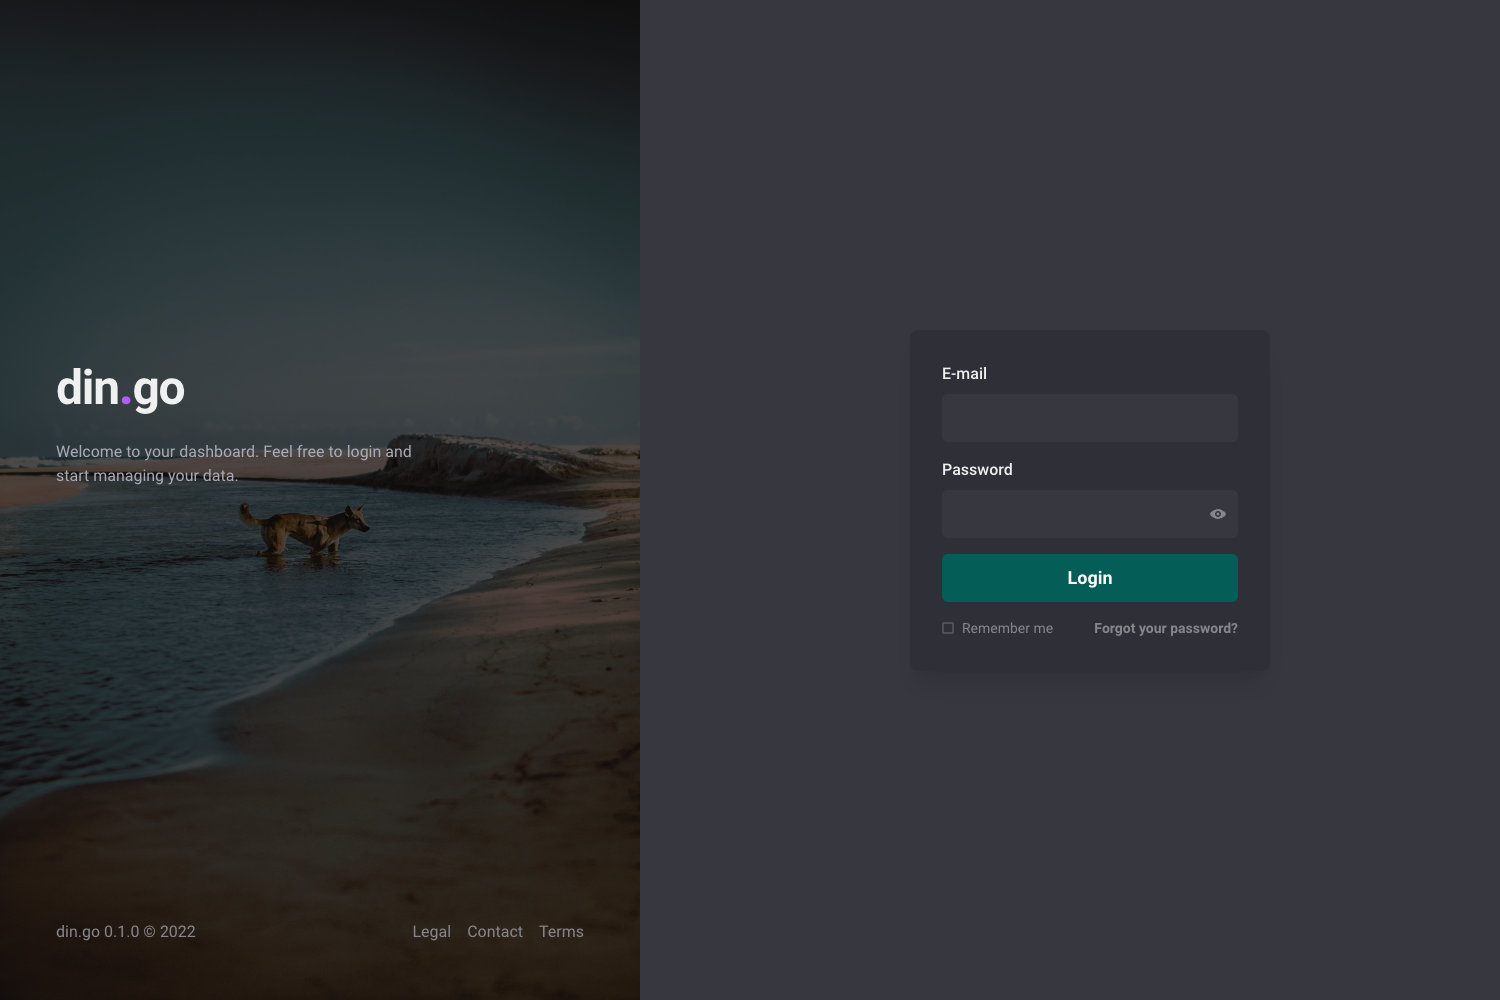 din.go
Welcome to your dashboard. Feel free to login and
start managing your data.
din.go 0.1.0 © 2022
Legal Contact Terms
E-mail
Password
Login
Remember me
Forgot your password?